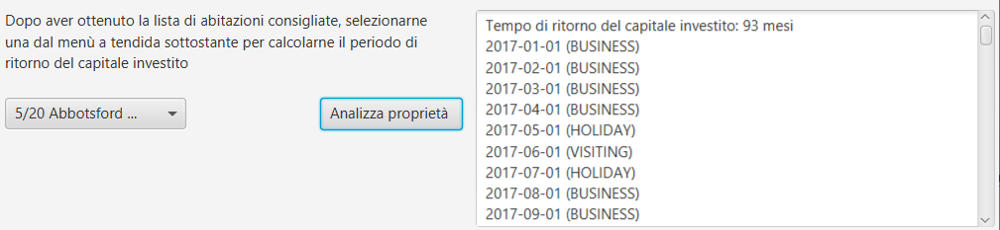 Dopo aver ottenuto la lista di abitazioni consigliate, selezionarne
una dal menù a tendida sottostante per calcolarne il periodo di
ritorno del capitale investito
5/20 Abbotsford ...
Analizza proprietà
Tempo di ritorno del capitale investito: 93 mesi
2017-01-01 (BUSINESS)
2017-02-01 (BUSINESS)
2017-03-01 (BUSINESS)
2017-04-01 (BUSINESS)
2017-05-01 (HOLIDAY)
2017-06-01 (VISITING)
2017-07-01 (HOLIDAY)
2017-08-01 (BUSINESS)
2017-09-01 (BUSINESS)